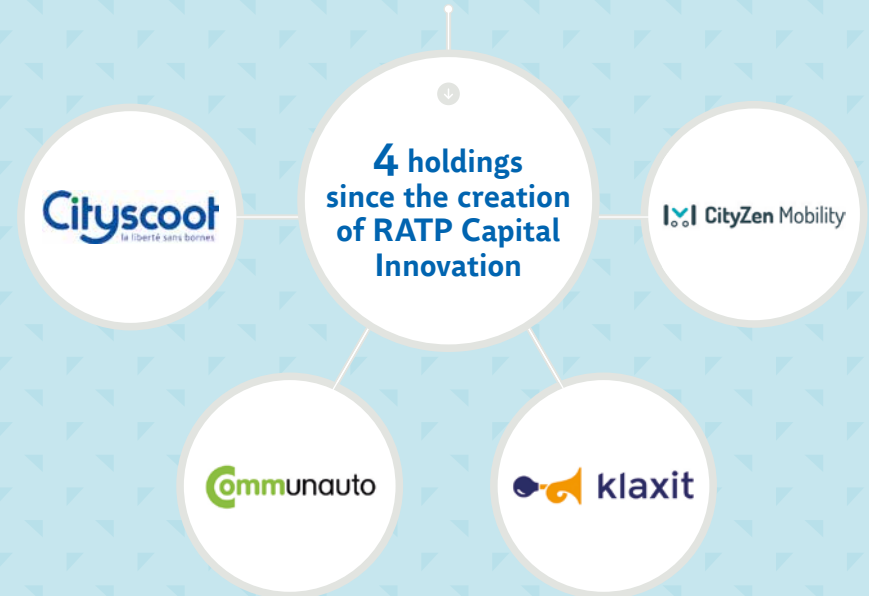 4 holdings
since the creation
of RATP Capital
Innovation
Cityscoot
la liberté sans bornes
CityZen Mobility
Communauto
klaxit